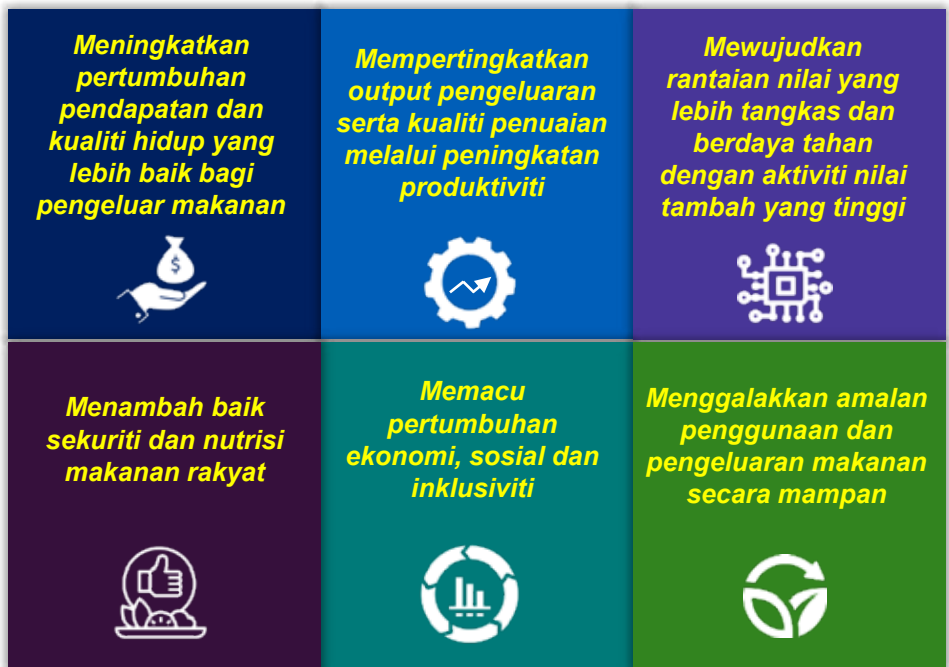 Meningkatkan
pertumbuhan
pendapatan dan
kualiti hidup yang
lebih baik bagi
pengeluar makanan
$
Mempertingkatkan
output pengeluaran
serta kualiti penuaian
melalui peningkatan
produktiviti
Mewujudkan
rantaian nilai yang
lebih tangkas dan
berdaya tahan
dengan aktiviti nilai
tambah yang tinggi
Menambah baik
sekuriti dan nutrisi
makanan rakyat
Memacu
pertumbuhan
ekonomi, sosial dan
inklusiviti
Menggalakkan amalan
penggunaan dan
pengeluaran makanan
secara mampan